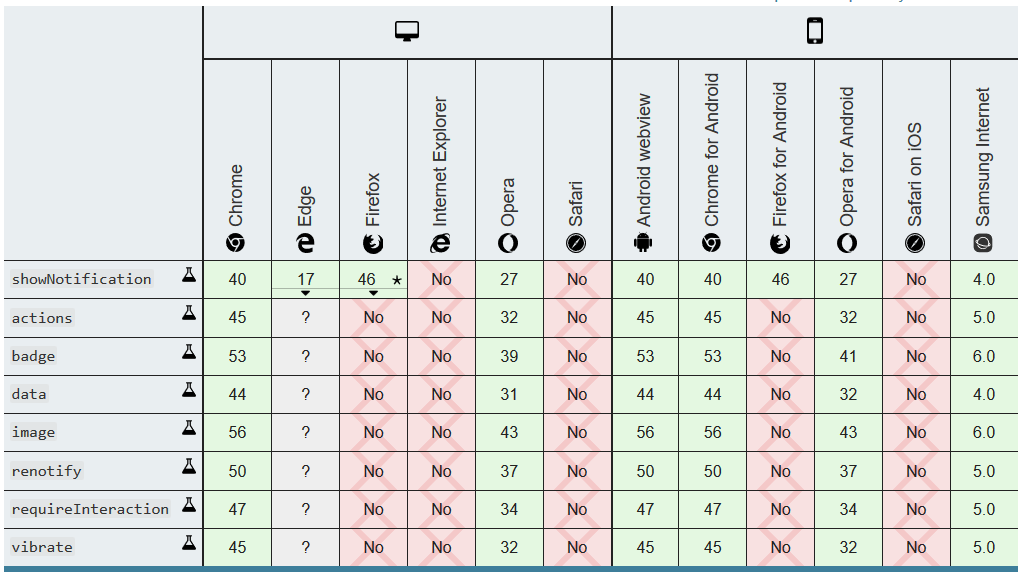 Chrome Edge Firefox Internet Explorer Opera Safari Android webview Chrome for Android Firefox for Android Opera for Android Safari on iOS Samsung Internet
showNotification 40 17 46 * No 27 No 40 40 46 27 No 4.0
actions 45 ? No No 32 No 45 45 No 32 No 5.0
badge 53 ? No No 39 No 53 53 No 41 No 6.0
data 44 ? No No 31 No 44 44 No 32 No 4.0
image 56 ? No No 43 No 56 56 No 43 No 6.0
renotify 50 ? No No 37 No 50 50 No 37 No 5.0
requireInteraction 47 ? No No 34 No 47 47 No 34 No 5.0
vibrate 45 ? No No 32 No 45 45 No 32 No 5.0